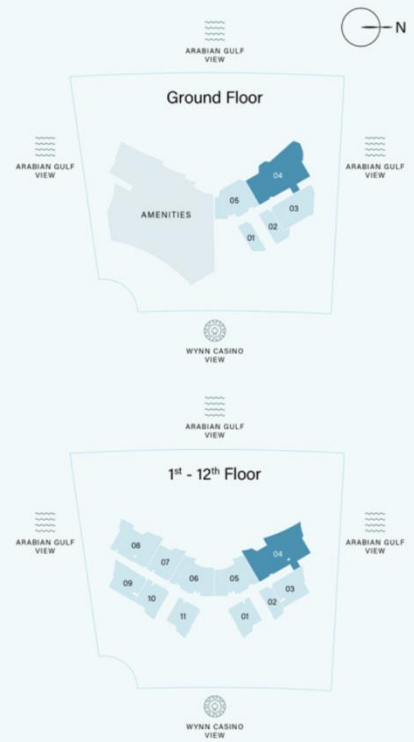 N
ARABIAN GULF
VIEW
Ground Floor
ARABIAN GULF
VIEW
ARABIAN GULF
VIEW
04
05
03
AMENITIES
02
01
WYNN CASINO
VIEW
ARABIAN GULF
VIEW
1st - 12th Floor
ARABIAN GULF
VIEW
ARABIAN GULF
VIEW
08
04
07
06
05
09
03
10
02
11
01
WYNN CASINO
VIEW